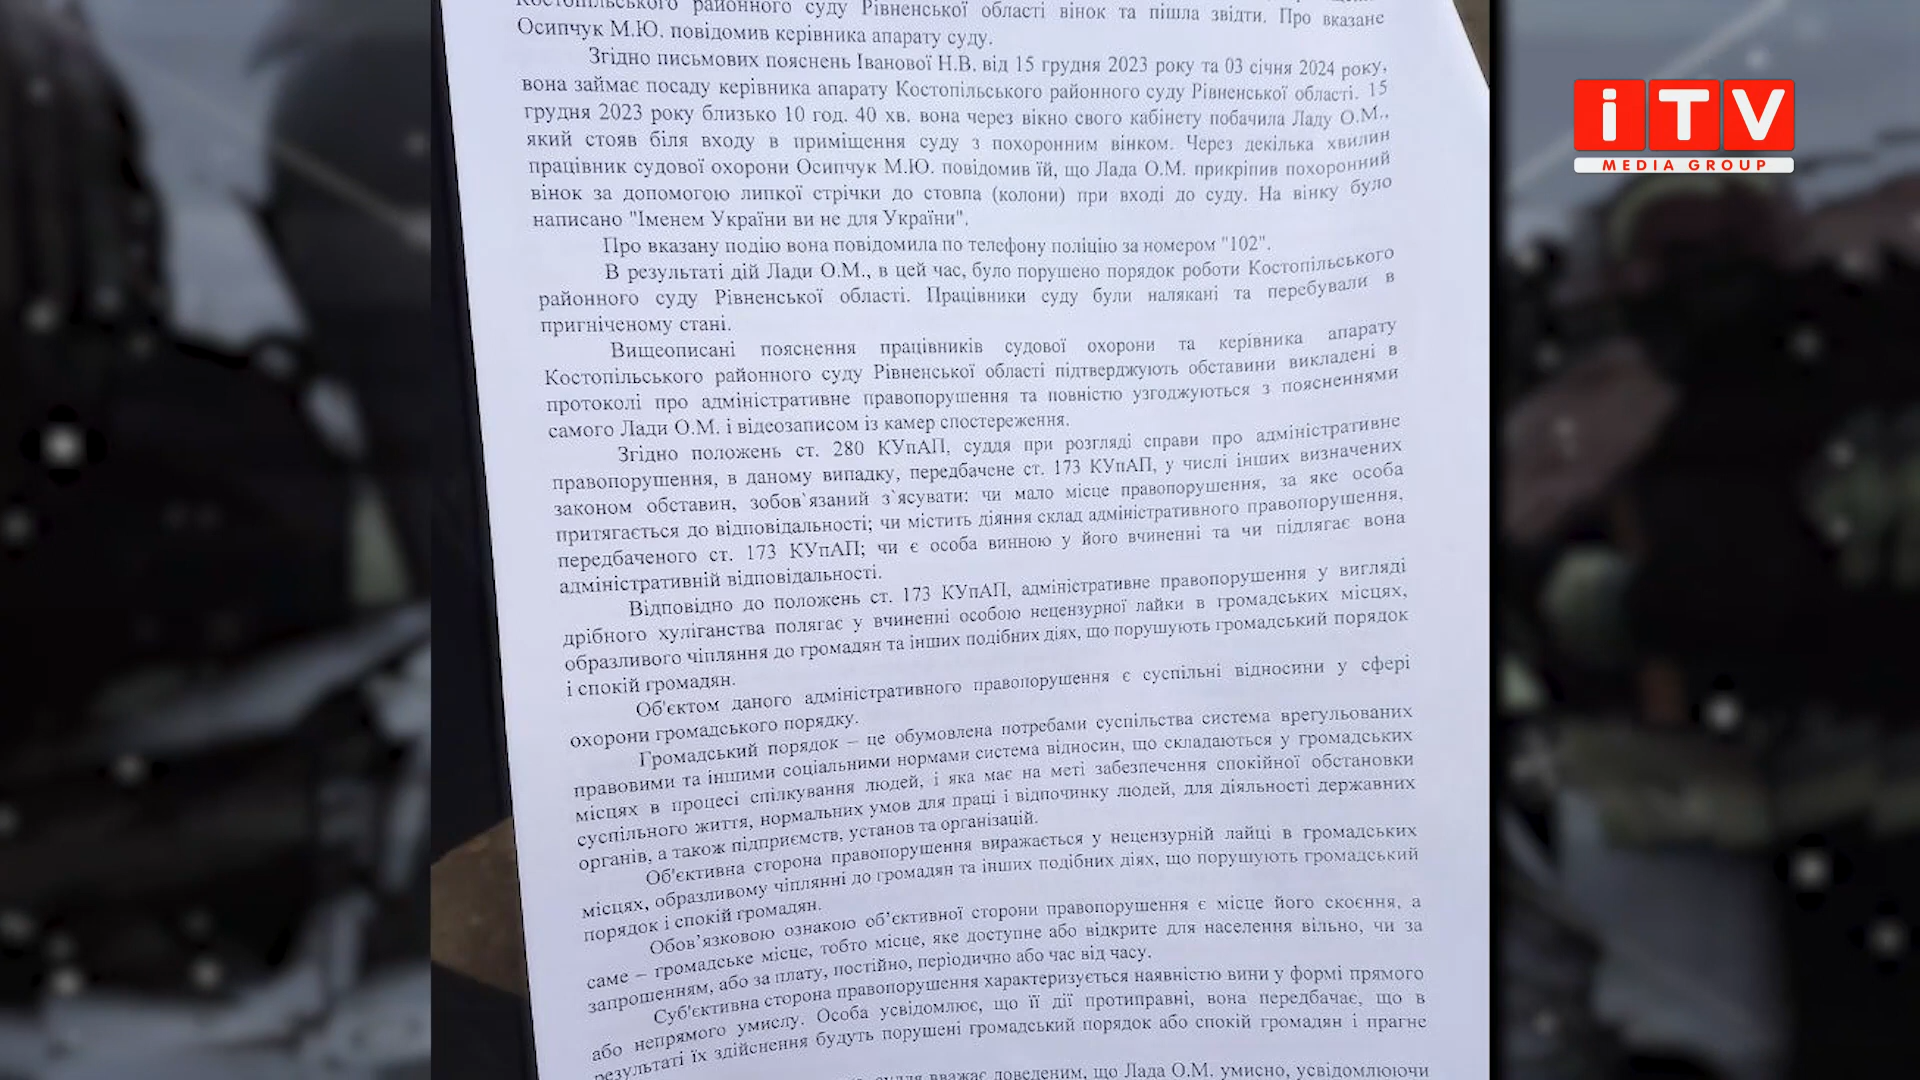 Костопільського районного суду Рівненської області вінок та пішла звідти. Про вказане
Осипчук М.Ю. повідомив керівника апарату суду.
Згідно письмових пояснень Іванової Н.В. від 15 грудня 2023 року та 03 січня 2024 року,
вона займає посаду керівника апарату Костопільського районного суду Рівненської області. 15
грудня 2023 року близько 10 год. 40 хв. вона через вікно свого кабінету побачила Ладу О.М.,
який стояв біля входу в приміщення суду з похоронним вінком. Через декілька хвилин
працівник судової охорони Осипчук М.Ю. повідомив їй, що Лада О.М. прикріпив похоронний
вінок за допомогою липкої стрічки до стовпа (колони) при вході до суду. На вінку було
написано "Іменем України ви не для України".
Про вказану подію вона повідомила по телефону поліцію за номером "102".
В результаті дій Лади О.М., в цей час, було порушено порядок роботи Костопільського
районного суду Рівненської області. Працівники суду були налякані та перебували в
пригніченому стані.
Вищеописані пояснення працівників судової охорони та керівника апарату
Костопільського районного суду Рівненської області підтверджують обставини викладені в
протоколі про адміністративне правопорушення та повністю узгоджуються з поясненнями
самого Лади О.М. і відеозаписом із камер спостереження.
Згідно положень ст. 280 КУпАП, суддя при розгляді справи про адміністративне
правопорушення, в даному випадку, передбачене ст. 173 КУпАП, у числі інших визначених
законом обставин, зобов`язаний з`ясувати: чи мало місце правопорушення, за яке особа
притягається до відповідальності; чи містить діяння склад адміністративного правопорушення,
передбаченого ст. 173 КУпАП; чи є особа винною у його вчиненні та чи підлягає вона
адміністративній відповідальності.
Відповідно до положень ст. 173 КУпАП, адміністративне правопорушення у вигляді
дрібного хуліганства полягає у вчиненні особою нецензурної лайки в громадських місцях,
образливого чіпляння до громадян та інших подібних діях, що порушують громадський порядок
і спокій громадян.
Об'єктом даного адміністративного правопорушення є суспільні відносини у сфері
охорони громадського порядку.
Громадський порядок – це обумовлена потребами суспільства система врегульованих
правовими та іншими соціальними нормами система відносин, що складаються у громадських
місцях в процесі спілкування людей, і яка має на меті забезпечення спокійної обстановки
суспільного життя, нормальних умов для праці і відпочинку людей, для діяльності державних
органів, а також підприємств, установ та організацій.
Об'єктивна сторона правопорушення виражається у нецензурній лайці в громадських
місцях, образливому чіплянні до громадян та інших подібних діях, що порушують громадський
порядок і спокій громадян.
Обов’язковою ознакою об’єктивної сторони правопорушення є місце його скоєння, а
саме – громадське місце, тобто місце, яке доступне або відкрите для населення вільно, чи за
запрошенням, або за плату, постійно, періодично або час від часу.
Суб'єктивна сторона правопорушення характеризується наявністю вини у формі прямого
або непрямого умислу. Особа усвідомлює, що її дії протиправні, вона передбачає, що в
результаті їх здійснення будуть порушені громадський порядок або спокій громадян і прагне
суддя вважає доведеним, що Лада О.М. умисно, усвідомлюючи
iTV
MEDIA GROUP